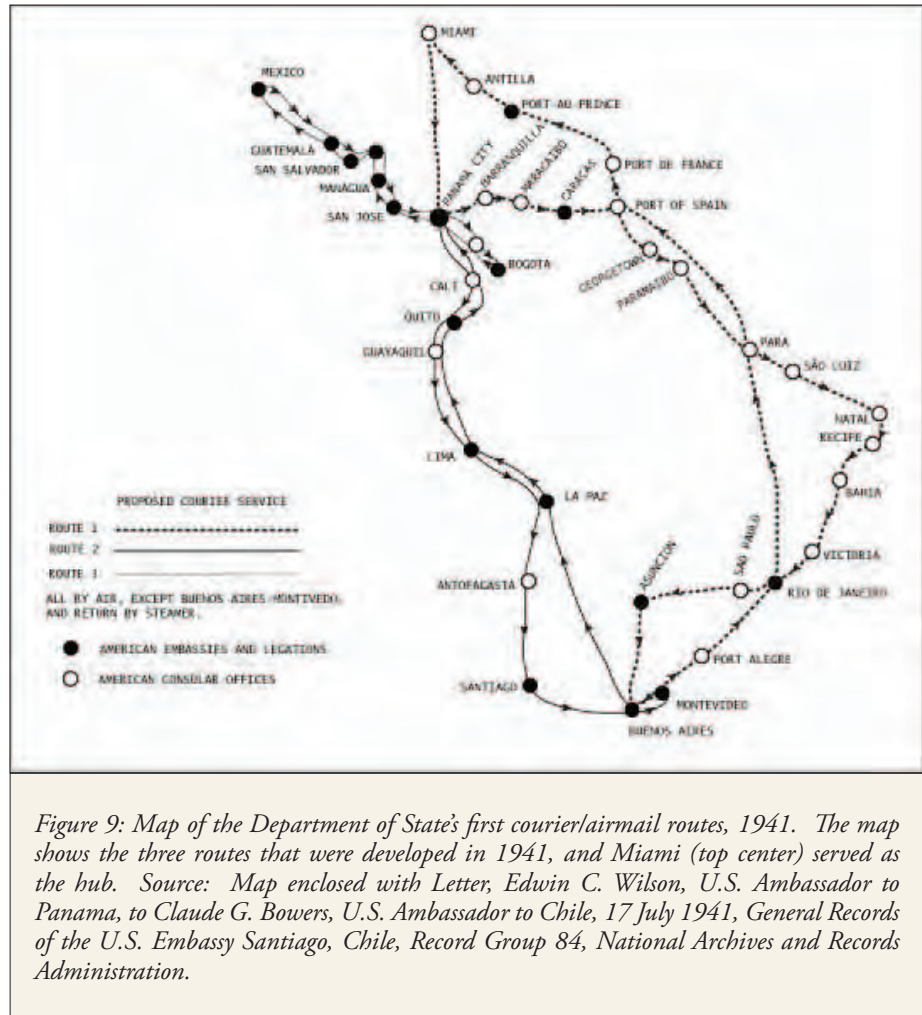 MIAMI
ANTILLA
PORT-AU-PRINCE
MEXICO
GUATEMALA
SAN SALVADOR
MANAGUA
SAN JOSE
PANAMA CITY
BARRANQUILLA
MARACAIBO
CARACAS
PORT DE FRANCE
PORT OF SPAIN
BOGOTA
GEORGETOWN
PARAMAIBO
CALI
QUITO
GUAYAQUIL
PARA
SÃO LUIZ
NATAL
RECIFE
BAHIA
LIMA
LA PAZ
VICTORIA
SAO PAULO
RIO DE JANEIRO
ASUNCION
ANTOFAGASTA
PORT ALEGRE
SANTIAGO
MONTEVIDEO
BUENOS AIRES
PROPOSED COURIER SERVICE
ROUTE 1
ROUTE 2
ROUTE 3
ALL BY AIR, EXCEPT BUENOS AIRES-MONTIVEDO,
AND RETURN BY STEAMER.
AMERICAN EMBASSIES AND LEGATIONS
AMERICAN CONSULAR OFFICES
Figure 9: Map of the Department of State's first courier/airmail routes, 1941. The map
shows the three routes that were developed in 1941, and Miami (top center) served as
the hub. Source: Map enclosed with Letter, Edwin C. Wilson, U.S. Ambassador to
Panama, to Claude G. Bowers, U.S. Ambassador to Chile, 17 July 1941, General Records
of the U.S. Embassy Santiago, Chile, Record Group 84, National Archives and Records
Administration.